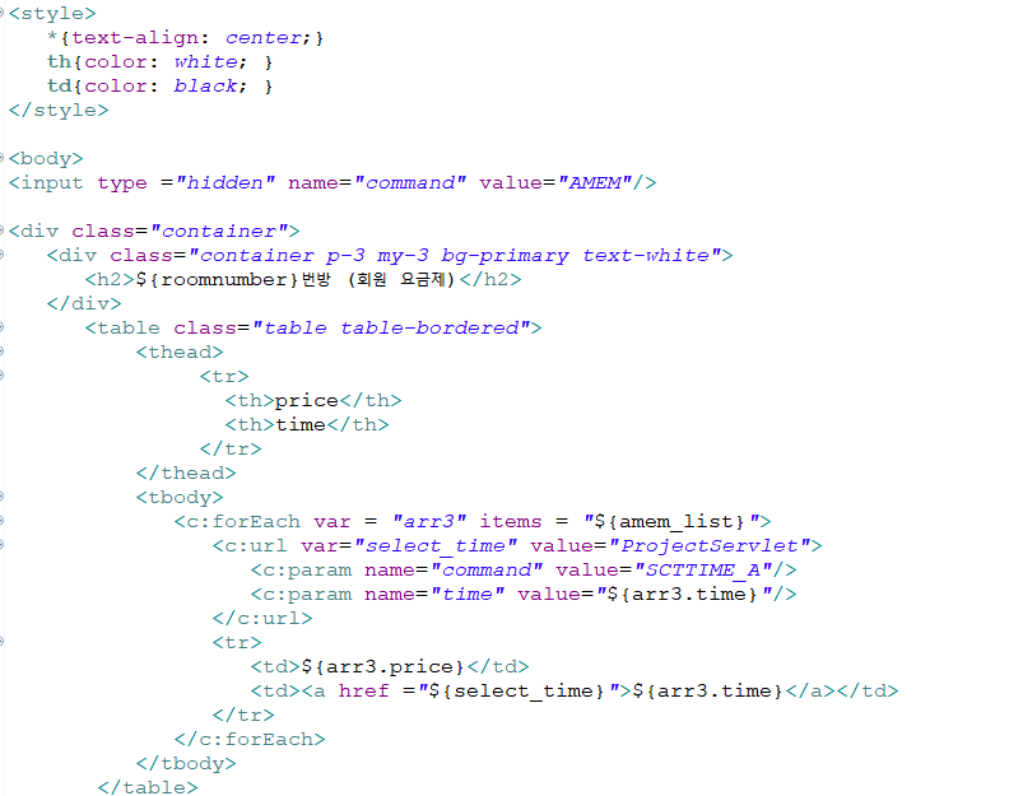 <style>
*{text-align: center;}
th{color: white; }
td{color: black; }
</style>
<body>
<input type ="hidden" name="command" value="AMEM"/>
<div class="container">
<div class="container p-3 my-3 bg-primary text-white">
<h2>${roomnumber}번방 (회원 요금제)</h2>
</div>
<table class="table table-bordered">
<thead>
<tr>
<th>price</th>
<th>time</th>
</tr>
</thead>
<tbody>
<c:forEach var = "arr3" items = "${amem_list}">
<c:url var="select_time" value="ProjectServlet">
<c:param name="command" value="SCTTIME_A"/>
<c:param name="time" value="${arr3.time}"/>
</c:url>
<tr>
<td>${arr3.price}</td>
<td><a href ="${select_time}">${arr3.time}</a></td>
</tr>
</c:forEach>
</tbody>
</table>